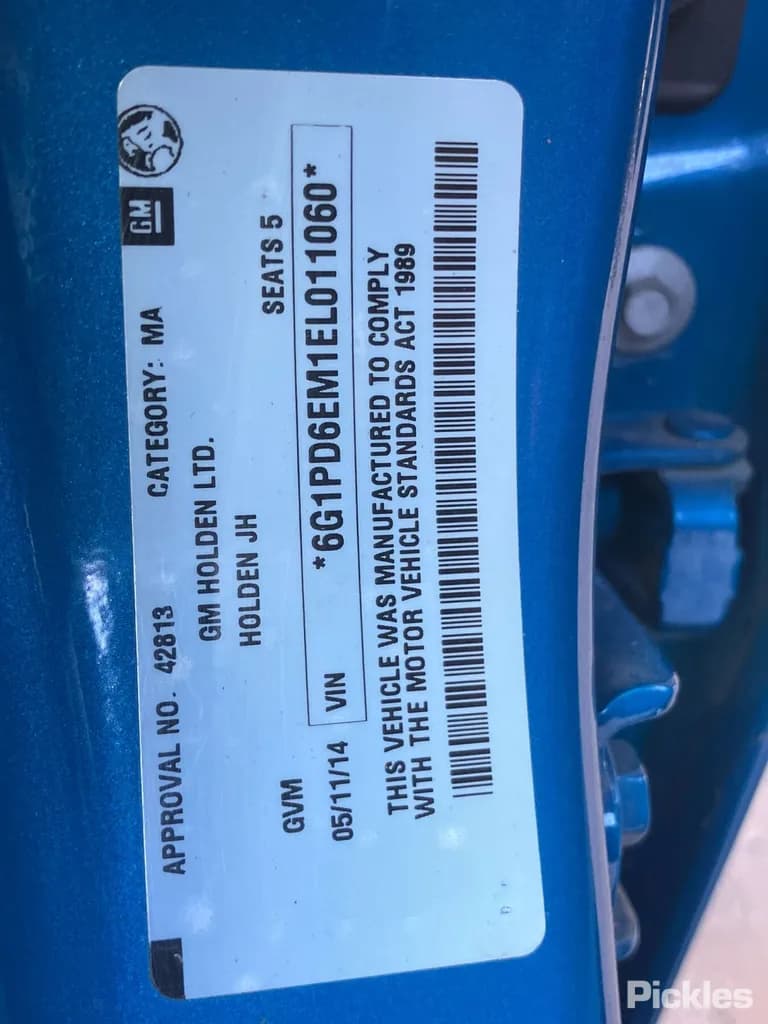 GM
APPROVAL NO. 42813 CATEGORY: MA
GM HOLDEN LTD.
HOLDEN JH
GVM SEATS 5
05/11/14 VIN *6G1PD6EM1EL011060*
THIS VEHICLE WAS MANUFACTURED TO COMPLY
WITH THE MOTOR VEHICLE STANDARDS ACT 1989
Pickles